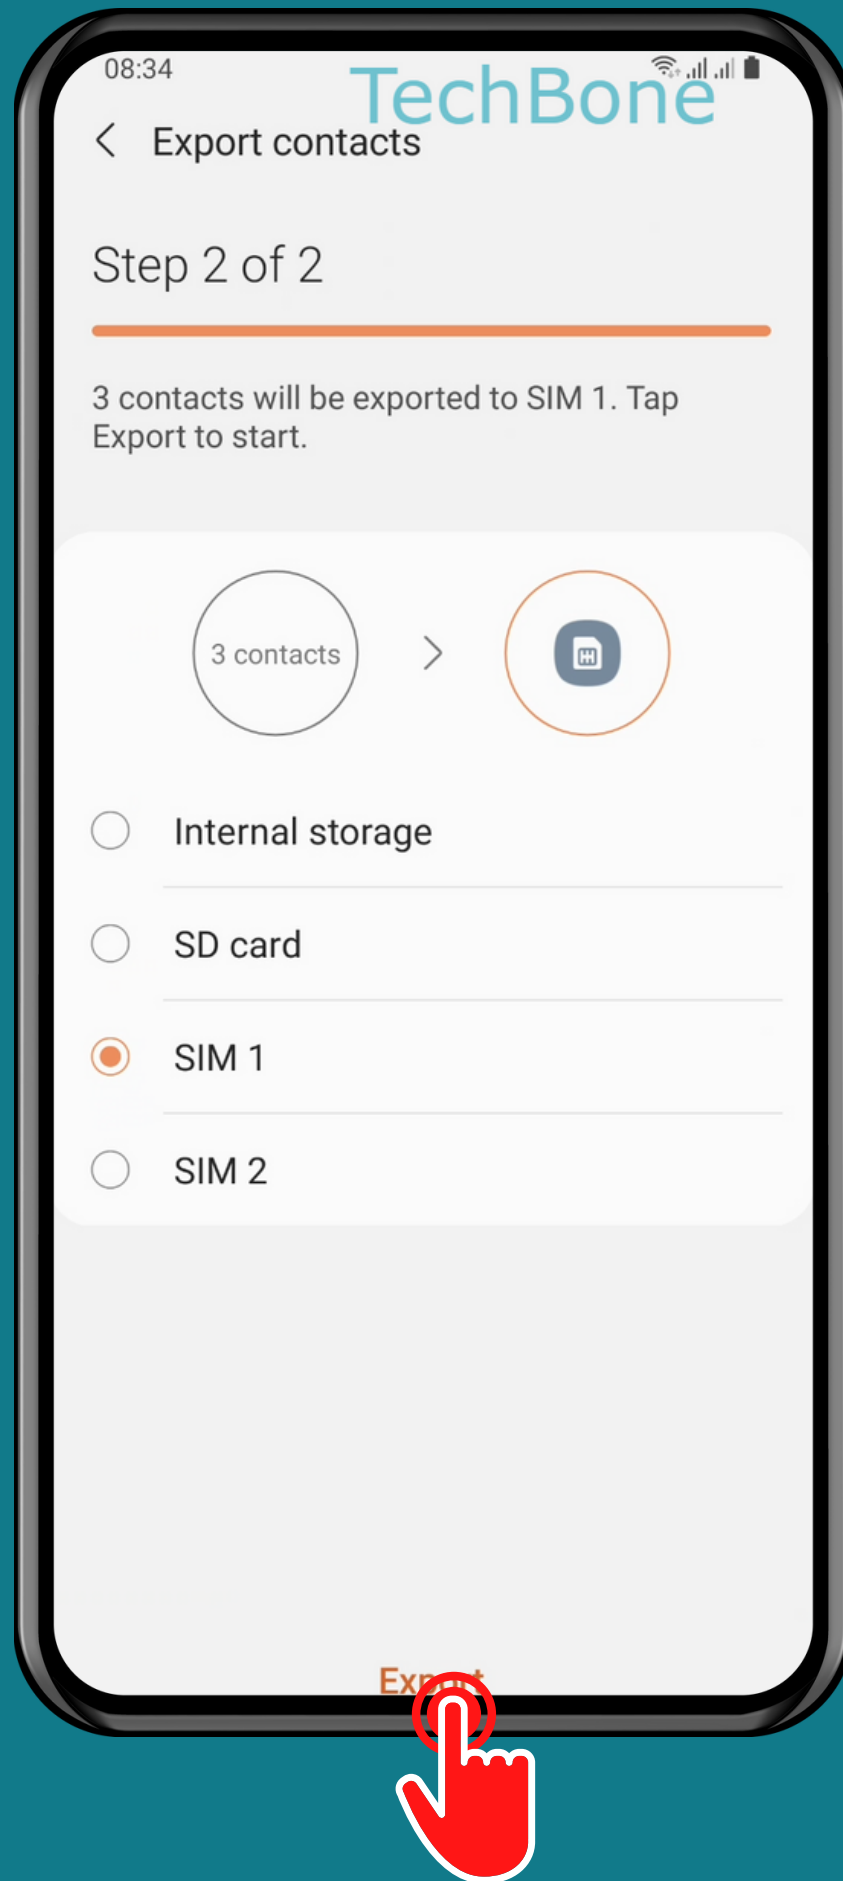 08:34
TechBone
Export contacts
Step 2 of 2
3 contacts will be exported to SIM 1. Tap
Export to start.
3 contacts
Internal storage
SD card
SIM 1
SIM 2
Export